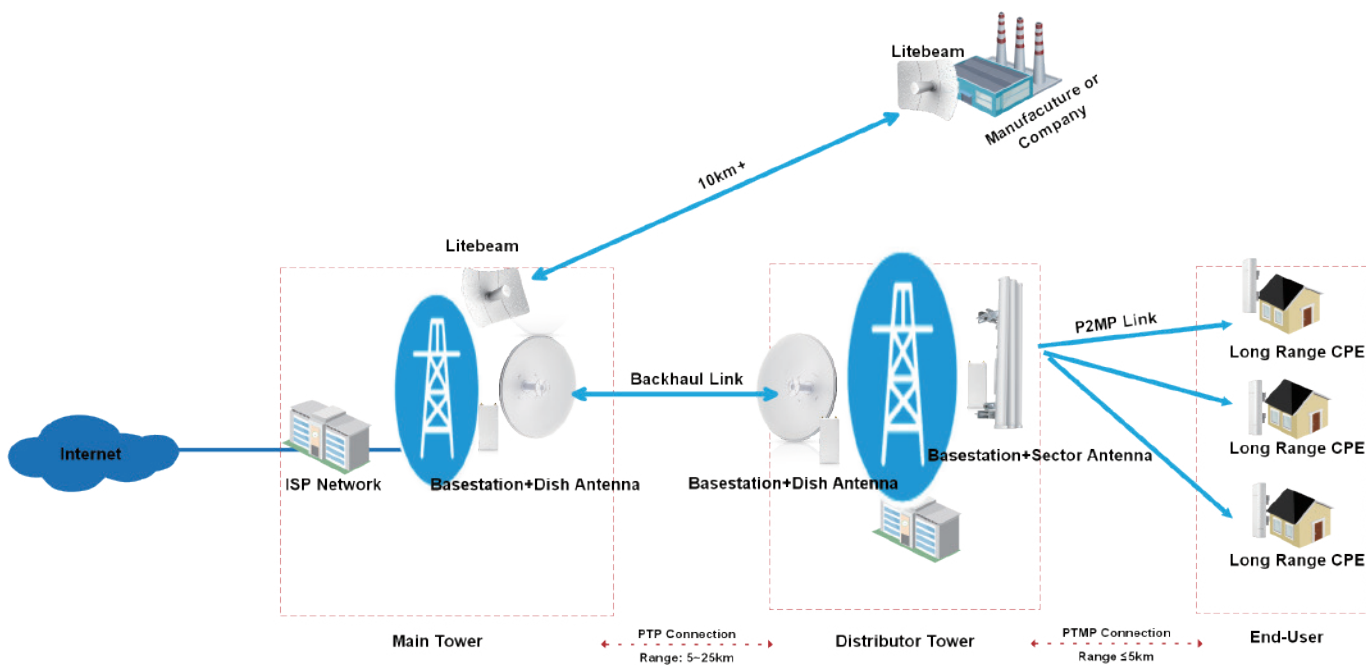 Litebeam
Manufacuture or
Company
10km+
Litebeam
P2MP Link
Long Range CPE
Backhaul Link
Long Range CPE
Internet
ISP Network
Basestation+Dish Antenna
Basestation+Dish Antenna
Basestation+Sector Antenna
Long Range CPE
Main Tower
PTP Connection
Range: 5~25km
Distributor Tower
PTMP Connection
Range ≤5km
End-User